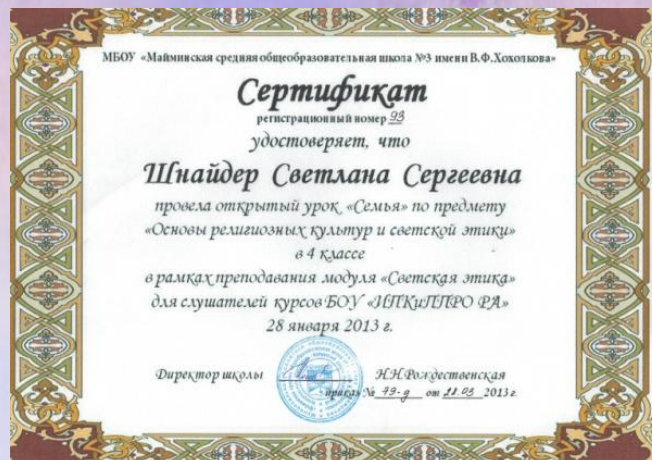 МБОУ «Майминская средняя общеобразовательная школа №3 имени В.Ф.Хохолкова»
Сертификат
регистрационный номер 93
удостоверяет, что
Шнайдер Светлана Сергеевна
провела открытый урок «Семья» по предмету
«Основы религиозных культур и светской этики»
в 4 классе
в рамках преподавания модуля «Светская этика»
для слушателей курсов БОУ «ИПКиППРО РА»
28 января 2013 г.
Директор школы Н.Н.Рождественская
приказ № 79-д от 28.03 2013 г.